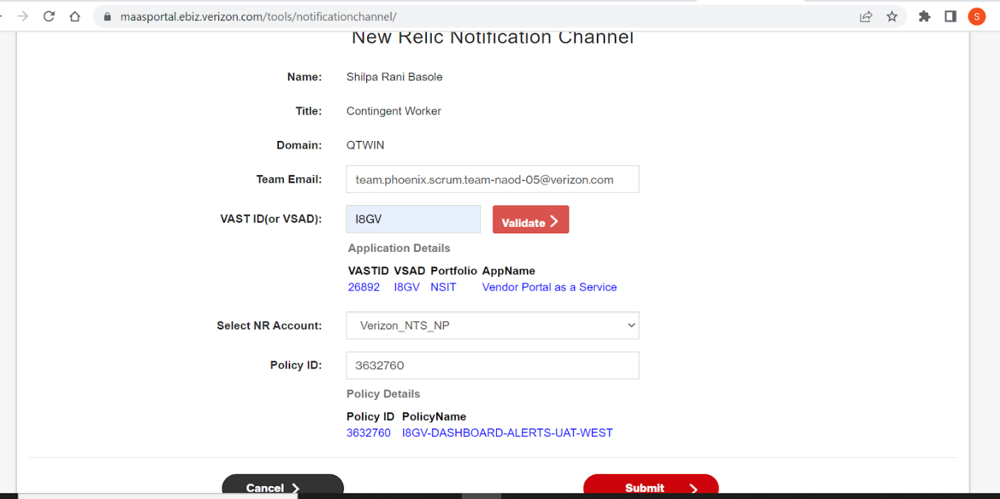 maasportal.ebiz.verizon.com/tools/notificationchannel/
S
New Relic Notification Channel
Name: Shilpa Rani Basole
Title: Contingent Worker
Domain: QTWIN
Team Email: team.phoenix.scrum.team-naod-05@verizon.com
VAST ID(or VSAD): I8GV Validate
Application Details
VASTID VSAD Portfolio AppName
26892 I8GV NSIT Vendor Portal as a Service
Select NR Account: Verizon_NTS_NP
Policy ID: 3632760
Policy Details
Policy ID PolicyName
3632760 I8GV-DASHBOARD-ALERTS-UAT-WEST
Cancel Submit